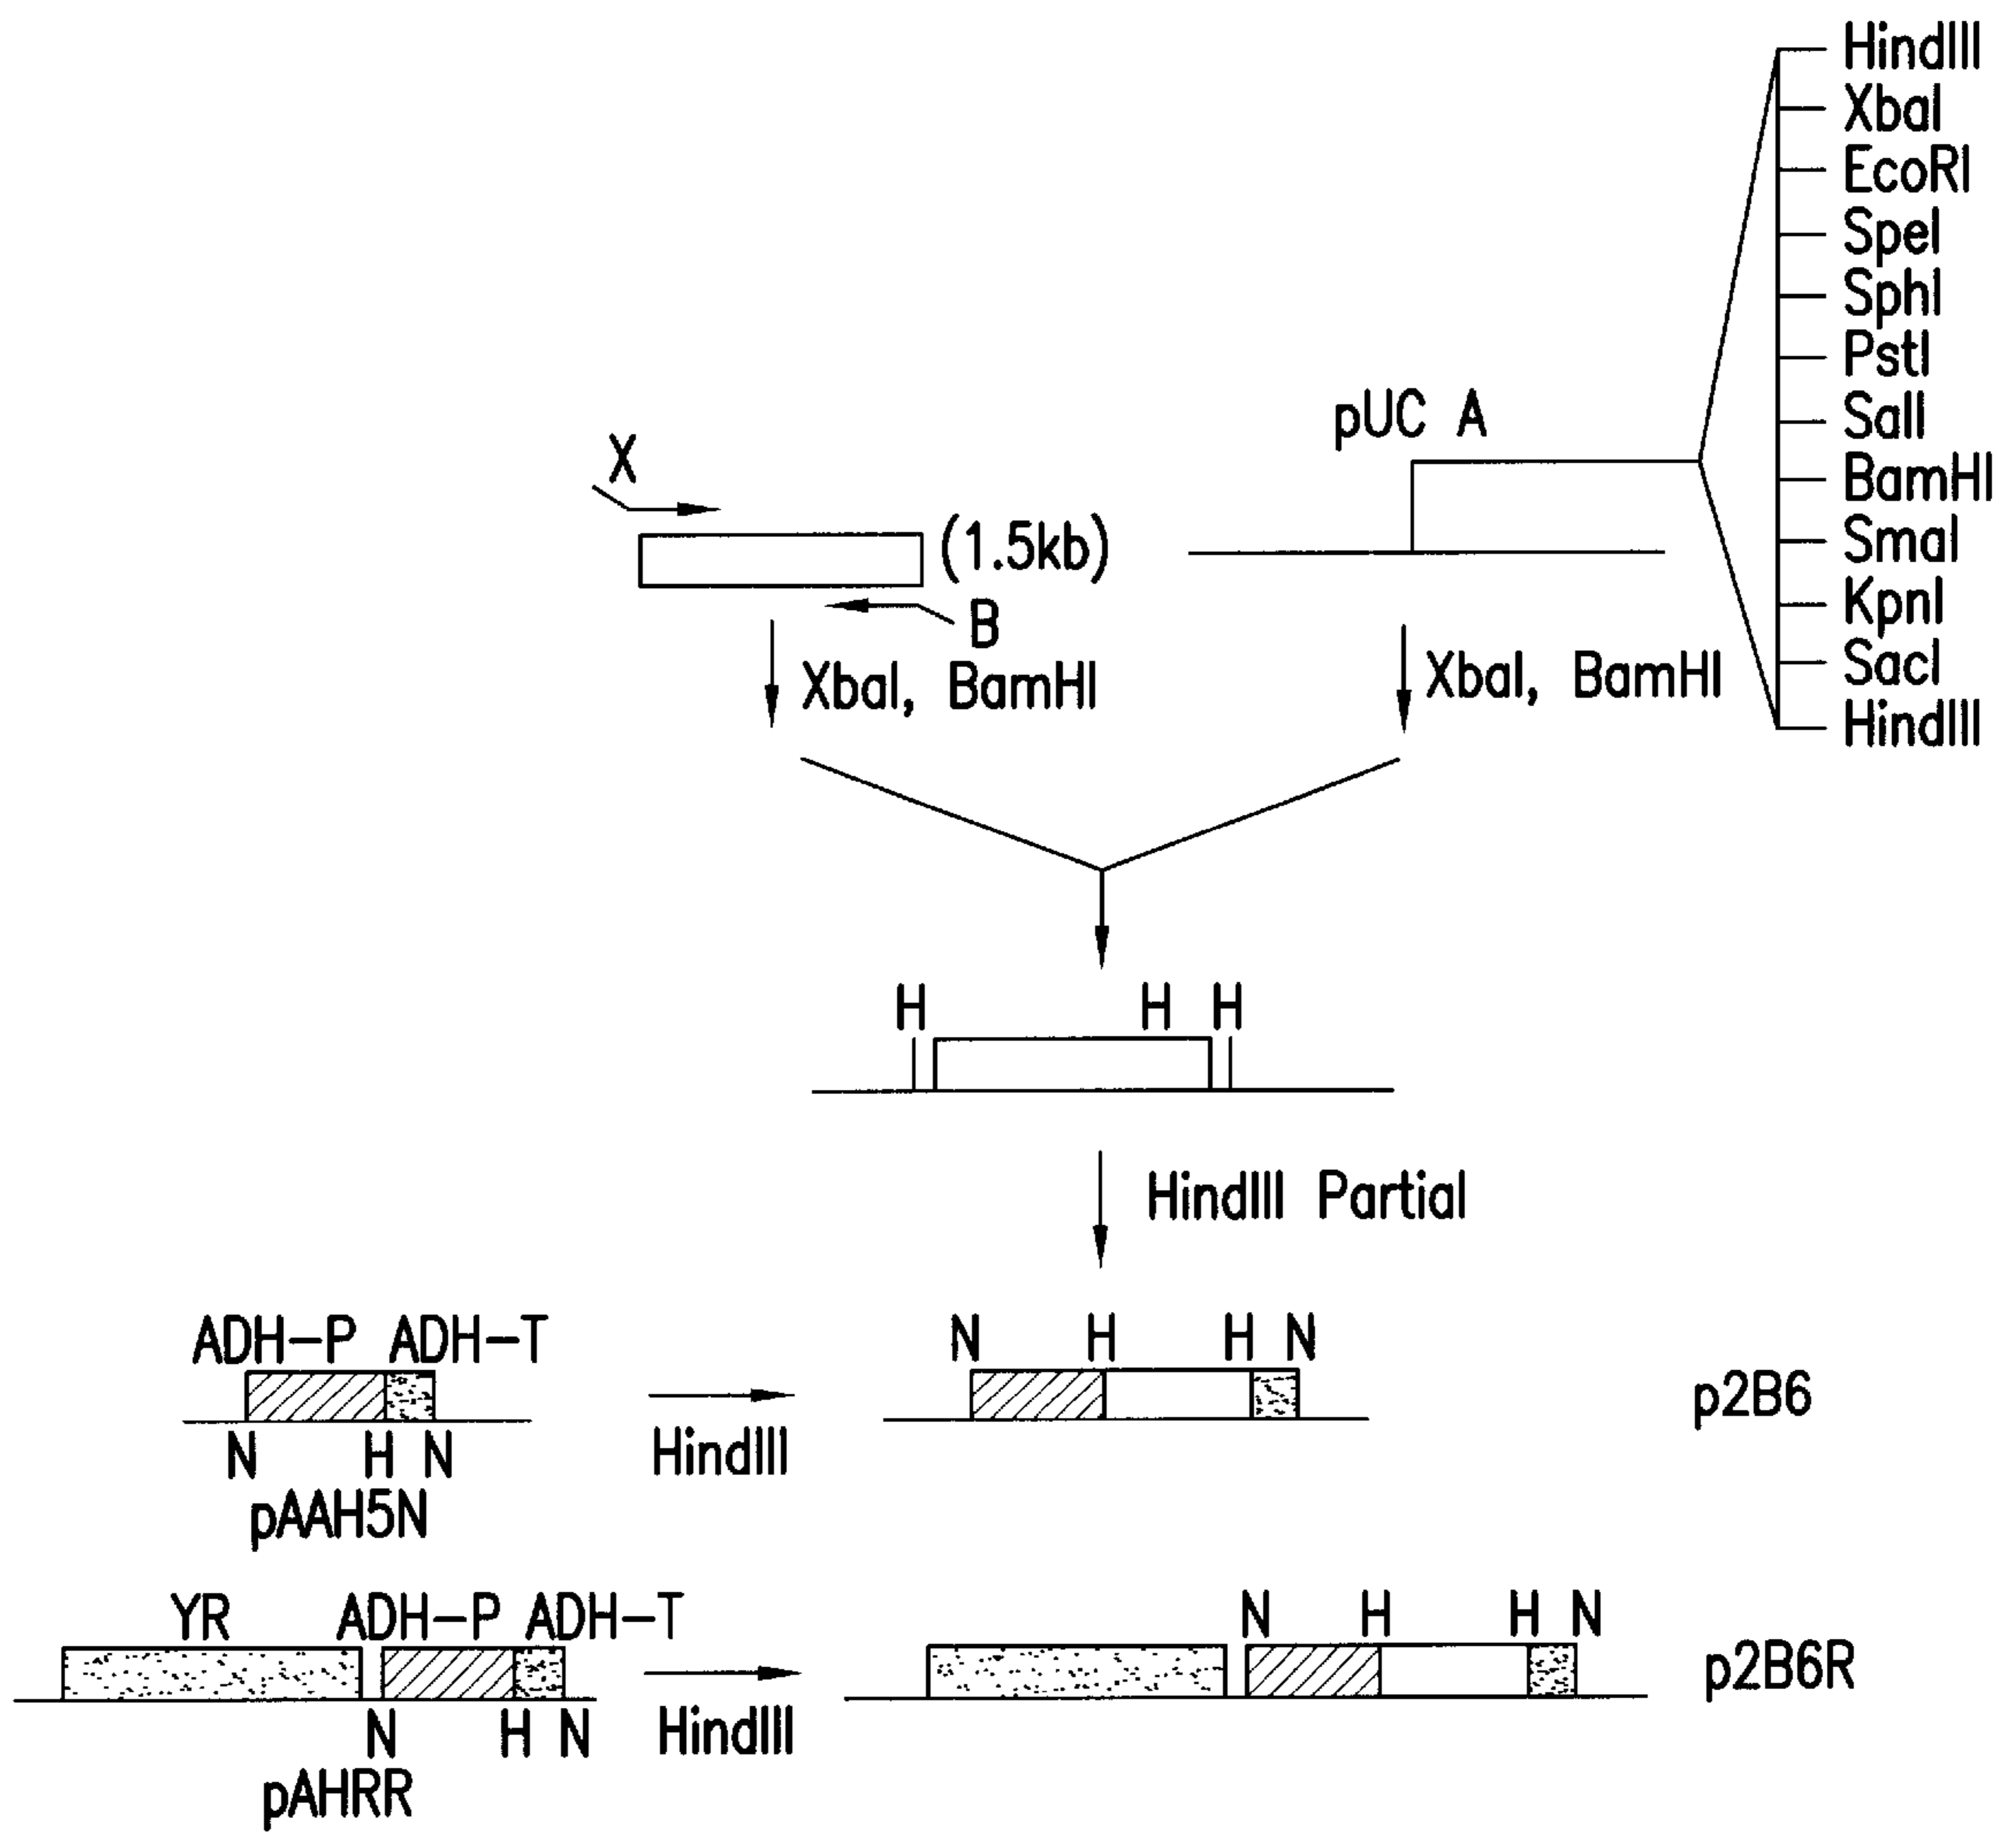 HindIII
XbaI
EcoRI
SpeI
SphI
PstI
SalI
BamHI
SmaI
KpnI
SacI
HindIII
pUC A
X
(1.5kb)
B
XbaI, BamHI
XbaI, BamHI
H H H
HindIII Partial
ADH-P ADH-T
N H N
pAAH5N
HindIII
N H H N
p2B6
YR ADH-P ADH-T
N H N
pAHRR
HindIII
N H H N
p2B6R